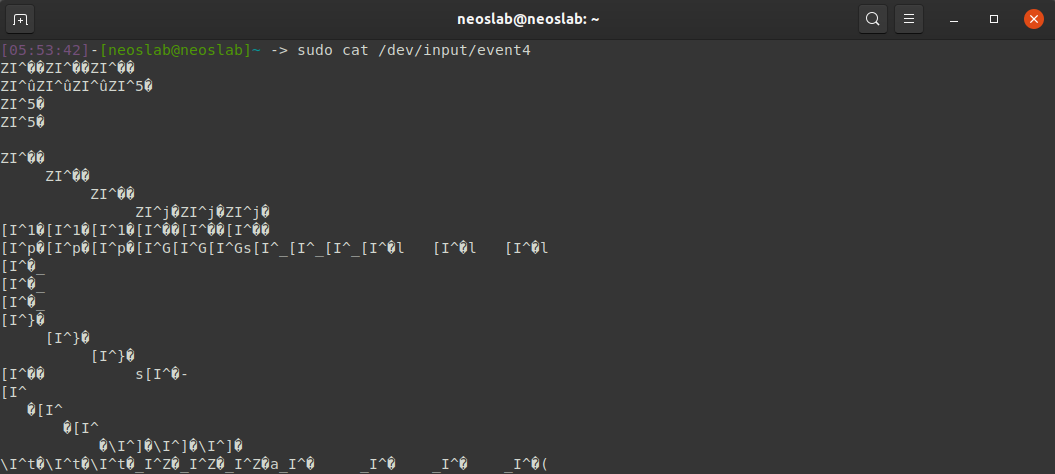 neoslab@neoslab: ~
[05:53:42]-[neoslab@neoslab]~ -> sudo cat /dev/input/event4
ZI^��ZI^��ZI^��
ZI^ûZI^ûZI^ûZI^5�
ZI^5�
ZI^5�
ZI^��
ZI^��
ZI^��
ZI^j�ZI^j�ZI^j�
[I^1�[I^1�[I^1�[I^��[I^��[I^��
[I^p�[I^p�[I^p�[I^G[I^G[I^Gs[I^_[I^_[I^_[I^�l   [I^�l   [I^�l
[I^�_
[I^�_
[I^�_
[I^}�
[I^}�
[I^}�
[I^��          s[I^�-
[I^
�[I^
�[I^
�\I^]�\I^]�\I^]�
\I^t�\I^t�\I^t�_I^Z�_I^Z�_I^Z�a_I^�     _I^�    _I^�    _I^�(